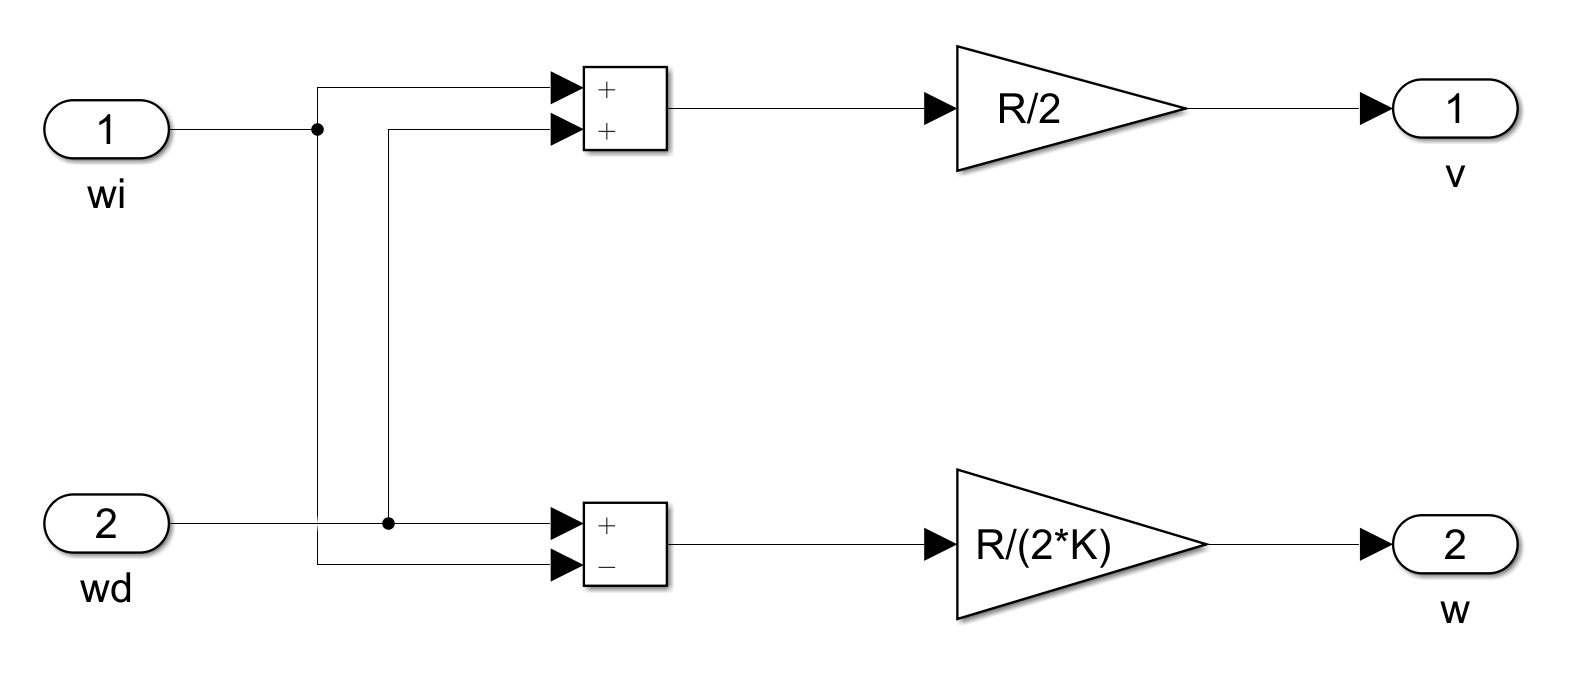 +
+
R/2
1
1
wi
v
2
wd
+
−
R/(2*K)
2
w